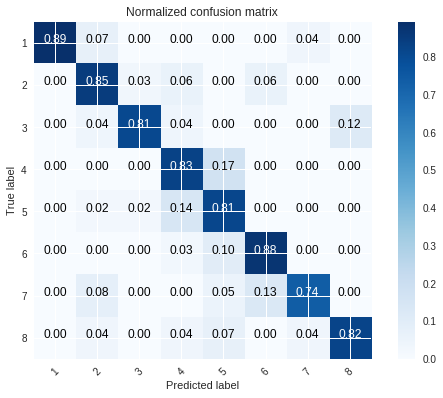 Normalized confusion matrix
True label
1 0.89 0.07 0.00 0.00 0.00 0.00 0.04 0.00
2 0.00 0.85 0.03 0.06 0.00 0.06 0.00 0.00
3 0.00 0.04 0.81 0.04 0.00 0.00 0.00 0.12
4 0.00 0.00 0.00 0.83 0.17 0.00 0.00 0.00
5 0.00 0.02 0.02 0.14 0.81 0.00 0.00 0.00
6 0.00 0.00 0.00 0.03 0.10 0.88 0.00 0.00
7 0.00 0.08 0.00 0.00 0.05 0.13 0.74 0.00
8 0.00 0.04 0.00 0.04 0.07 0.00 0.04 0.82
1 2 3 4 5 6 7 8
Predicted label
0.8
0.7
0.6
0.5
0.4
0.3
0.2
0.1
0.0